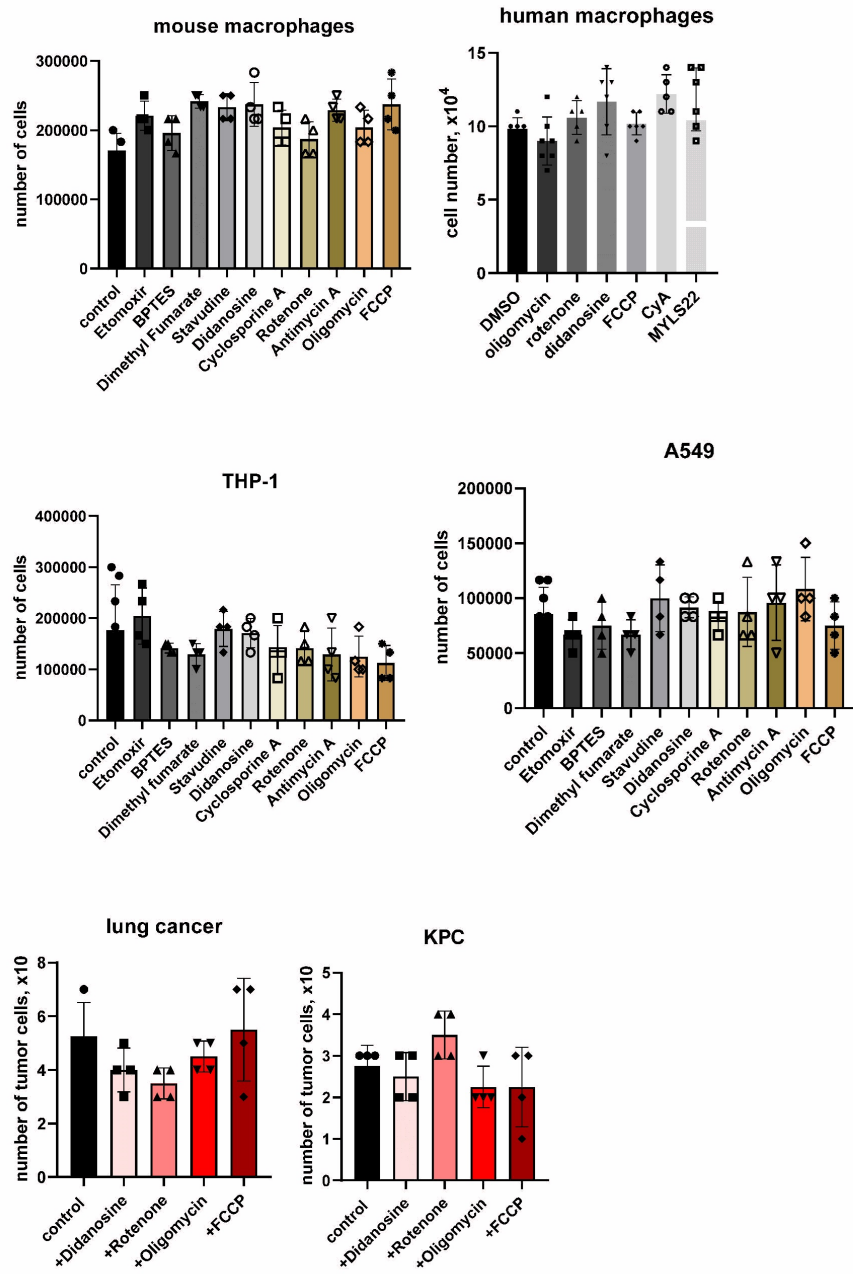 mouse macrophages
number of cells
300000
200000
100000
0
control
Etomoxir
BPTES
Dimethyl Fumarate
Stavudine
Didanosine
Cyclosporine A
Rotenone
Antimycin A
Oligomycin
FCCP
human macrophages
cell number, x10⁴
15
10
5
0
DMSO
oligomycin
rotenone
didanosine
FCCP
CyA
MYLS22
THP-1
number of cells
400000
300000
200000
100000
0
control
Etomoxir
BPTES
Dimethyl fumarate
Stavudine
Didanosine
Cyclosporine A
Rotenone
Antimycin A
Oligomycin
FCCP
A549
number of cells
200000
150000
100000
50000
0
control
Etomoxir
BPTES
Dimethyl fumarate
Stavudine
Didanosine
Cyclosporine A
Rotenone
Antimycin A
Oligomycin
FCCP
lung cancer
number of tumor cells, x10
8
6
4
2
0
control
+Didanosine
+Rotenone
+Oligomycin
+FCCP
KPC
number of tumor cells, x10
5
4
3
2
1
0
control
+Didanosine
+Rotenone
+Oligomycin
+FCCP